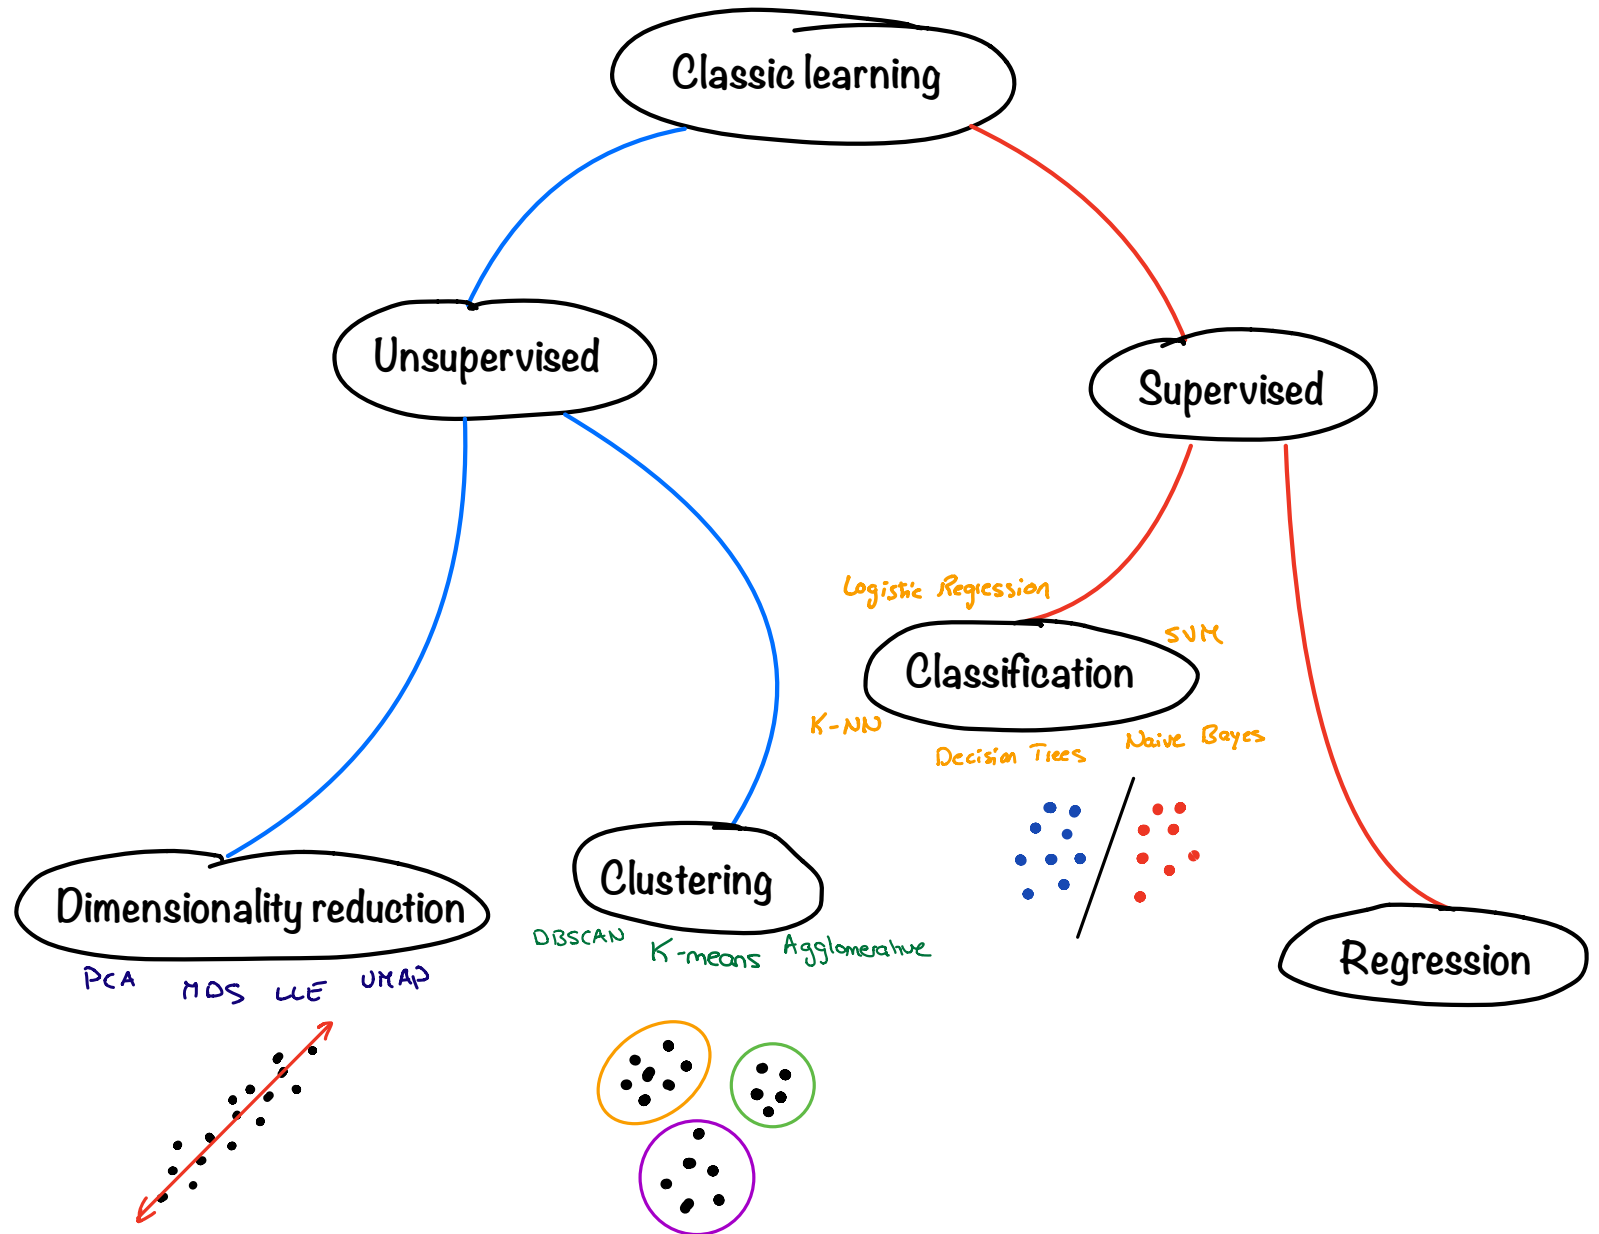 Classic learning
Unsupervised
Supervised
Logistic Regression
SVM
Classification
K-NN
Decision Trees
Naive Bayes
Dimensionality reduction
PCA
MDS
LLE
UMAP
Clustering
DBSCAN
K-means
Agglomerative
Regression